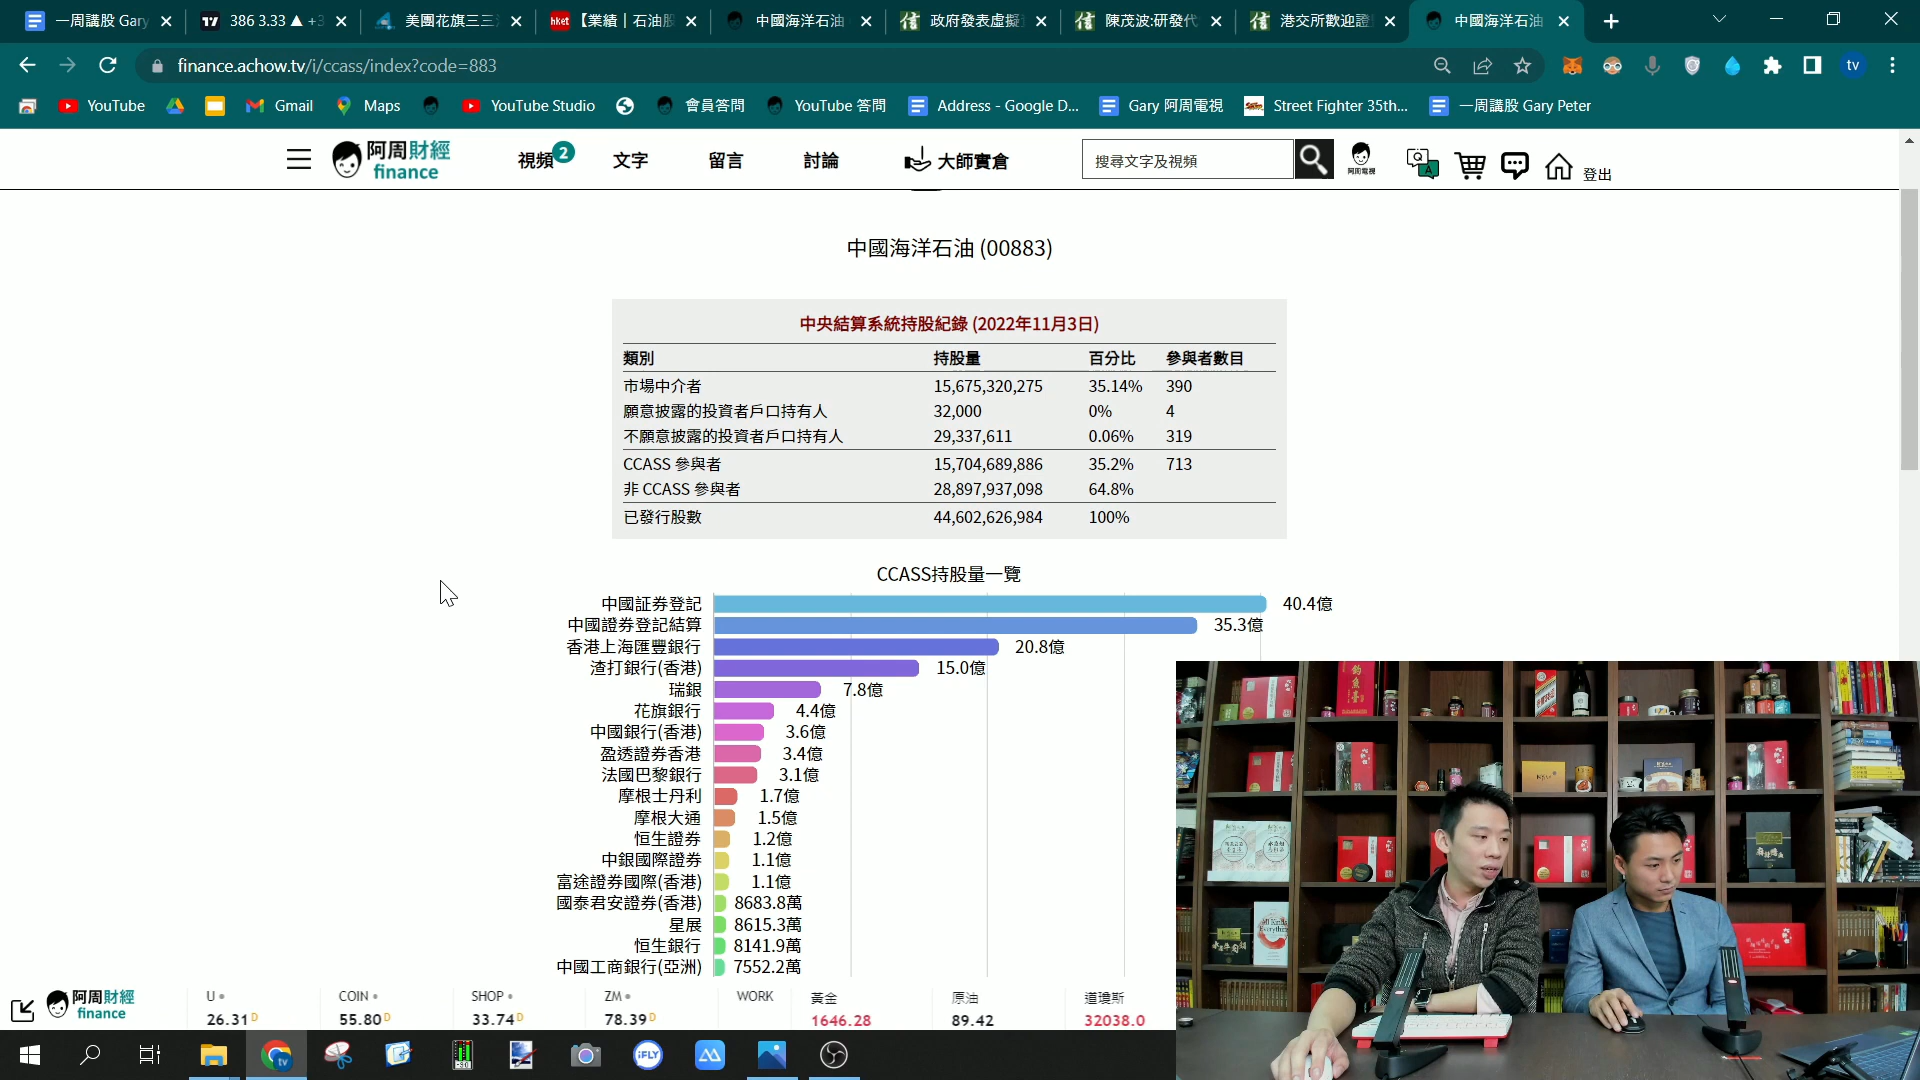 一周講股 Gary
386 3.33 ▲ +3
美團花旗三三
hket 【業績｜石油股
中國海洋石油
信 政府發表虛擬
信 陳茂波:研發代
信 港交所歡迎證
中國海洋石油
finance.achow.tv/i/ccass/index?code=883
tv
YouTube
Gmail
Maps
YouTube Studio
會員答問
YouTube 答問
Address - Google D...
Gary 阿周電視
Street Fighter 35th...
一周講股 Gary Peter
阿周財經
finance
視頻 2
文字
留言
討論
大師實倉
搜尋文字及視頻
阿周電視
Q A
登出
中國海洋石油 (00883)
中央結算系統持股紀錄 (2022年11月3日)
類別 持股量 百分比 參與者數目
市場中介者 15,675,320,275 35.14% 390
願意披露的投資者戶口持有人 32,000 0% 4
不願意披露的投資者戶口持有人 29,337,611 0.06% 319
CCASS 參與者 15,704,689,886 35.2% 713
非 CCASS 參與者 28,897,937,098 64.8%
已發行股數 44,602,626,984 100%
CCASS持股量一覽
中國証券登記 40.4億
中國證券登記結算 35.3億
香港上海匯豐銀行 20.8億
渣打銀行(香港) 15.0億
瑞銀 7.8億
花旗銀行 4.4億
中國銀行(香港) 3.6億
盈透證券香港 3.4億
法國巴黎銀行 3.1億
摩根士丹利 1.7億
摩根大通 1.5億
恒生證券 1.2億
中銀國際證券 1.1億
富途證券國際(香港) 1.1億
國泰君安證券(香港) 8683.8萬
星展 8615.3萬
恒生銀行 8141.9萬
中國工商銀行(亞洲) 7552.2萬
阿周財經
finance
U
26.31 D
COIN
55.80 D
SHOP
33.74 D
ZM
78.39 D
WORK
黃金
1646.28
原油
89.42
道瓊斯
32038.0
iFLY